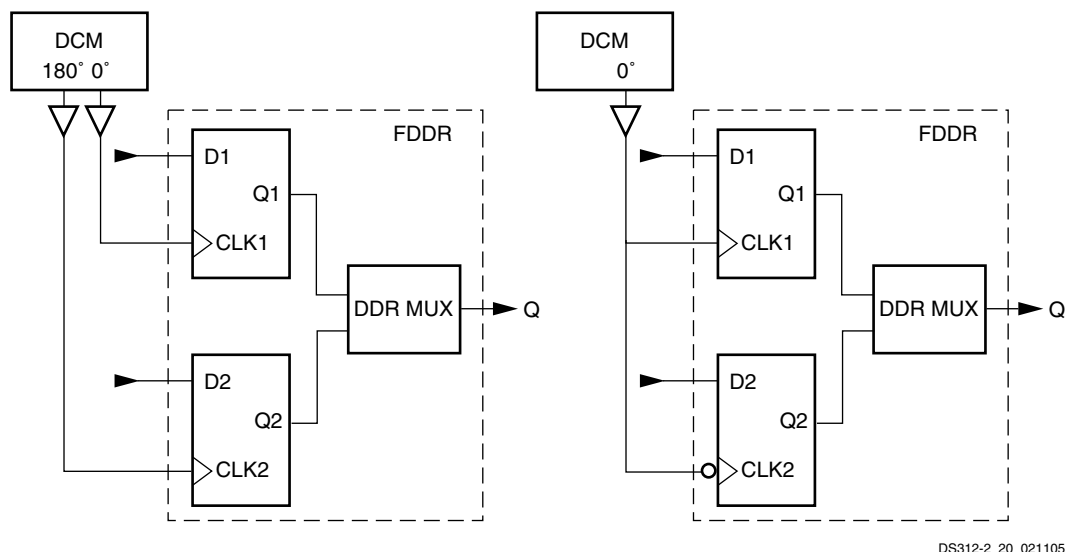 DCM
180° 0°
FDDR
D1
Q1
CLK1
DDR MUX
Q
D2
Q2
CLK2
DCM
0°
FDDR
D1
Q1
CLK1
DDR MUX
Q
D2
Q2
CLK2
DS312-2_20_021105